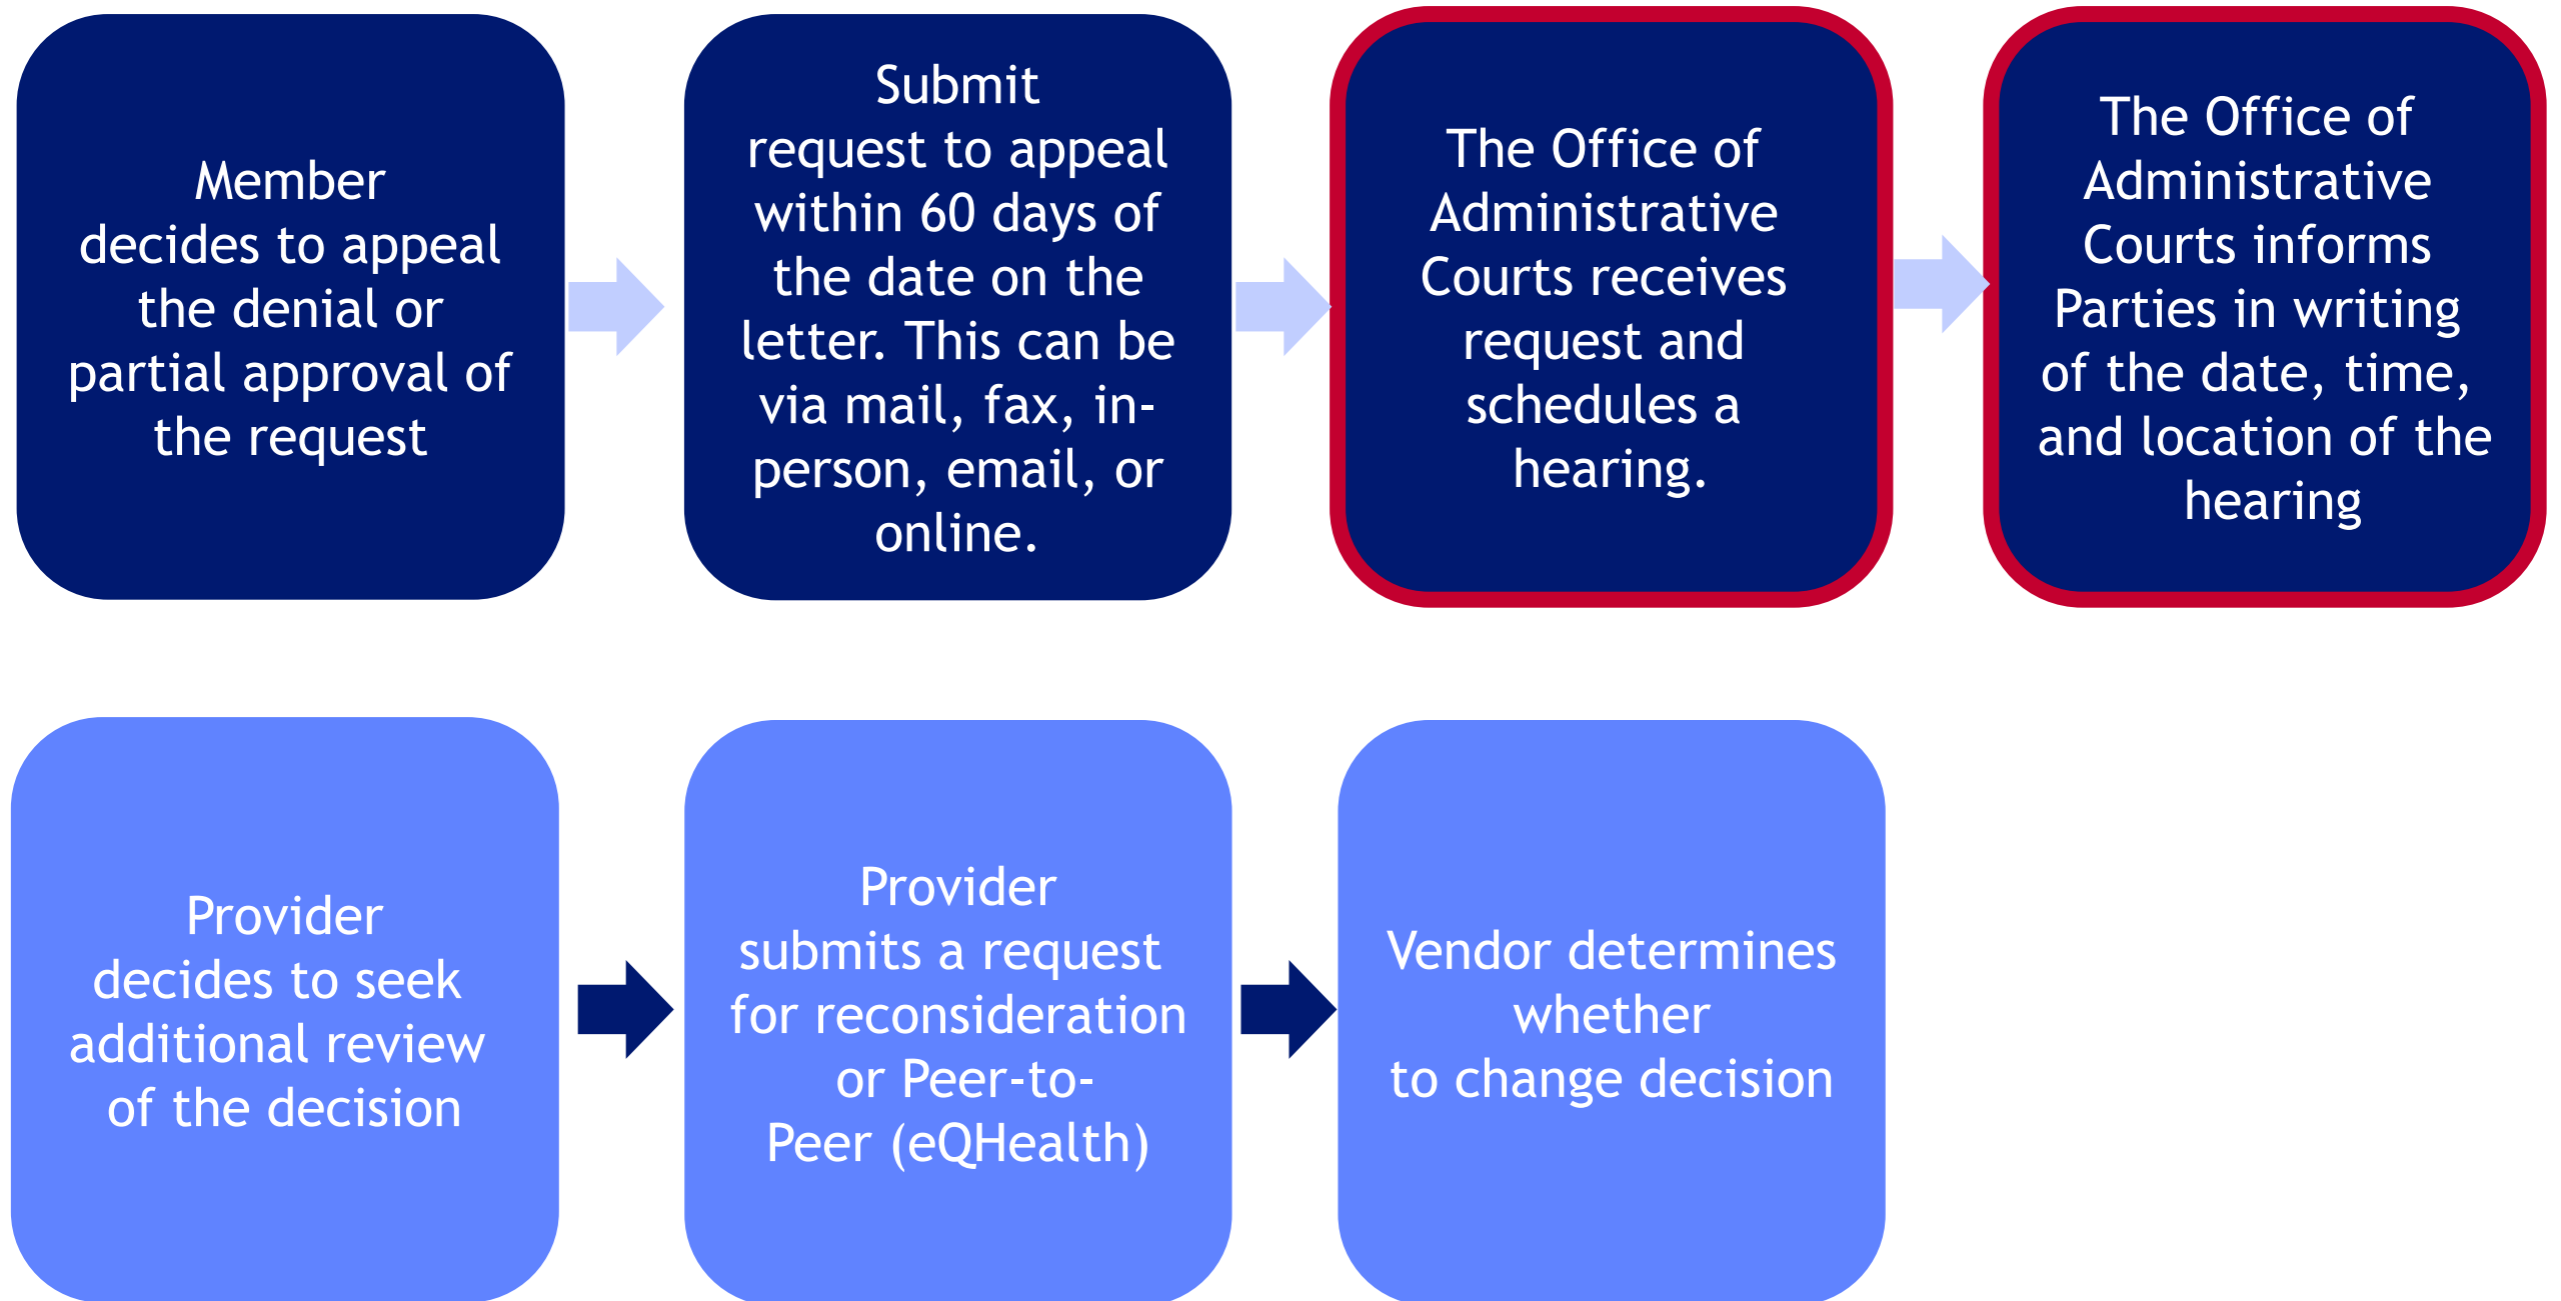 Member
decides to appeal
the denial or
partial approval of
the request
Submit
request to appeal
within 60 days of
the date on the
letter. This can be
via mail, fax, in-
person, email, or
online.
The Office of
Administrative
Courts receives
request and
schedules a
hearing.
The Office of
Administrative
Courts informs
Parties in writing
of the date, time,
and location of the
hearing
Provider
decides to seek
additional review
of the decision
Provider
submits a request
for reconsideration
or Peer-to-
Peer (eQHealth)
Vendor determines
whether
to change decision